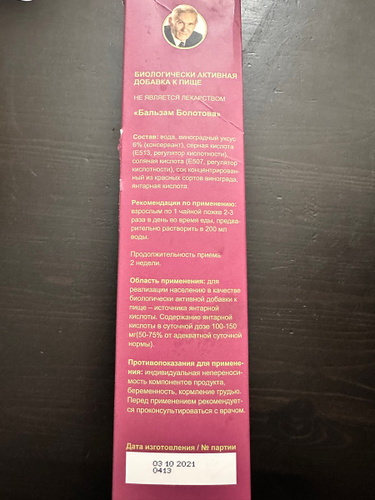 БИОЛОГИЧЕСКИ АКТИВНАЯ
ДОБАВКА К ПИЩЕ
НЕ ЯВЛЯЕТСЯ ЛЕКАРСТВОМ
«Бальзам Болотова»
Состав: вода, виноградный уксус
6% (консервант), серная кислота
(Е513, регулятор кислотности),
соляная кислота (Е507, регулятор
кислотности), сок концентрирован-
ный из красных сортов винограда,
янтарная кислота.
Рекомендации по применению:
взрослым по 1 чайной ложке 2-3
раза в день во время еды, предва-
рительно растворить в 200 мл
воды.
Продолжительность приема
2 недели.
Область применения: для
реализации населению в качестве
биологически активной добавки к
пище – источника янтарной
кислоты. Содержание янтарной
кислоты в суточной дозе 100-150
мг(50-75% от адекватной суточной
нормы).
Противопоказания для примене-
ния: индивидуальная непереноси-
мость компонентов продукта,
беременность, кормление грудью.
Перед применением рекомендует-
ся проконсультироваться с врачом.
Дата изготовления / № партии
03 10 2021
0413